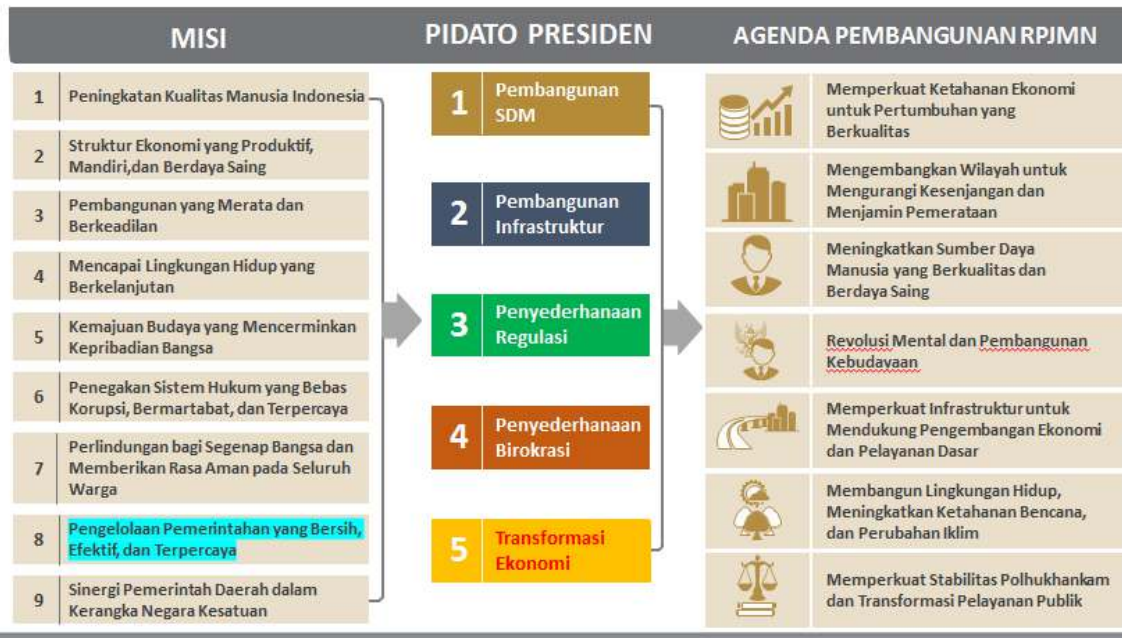 MISI
1
Peningkatan Kualitas Manusia Indonesia
2
Struktur Ekonomi yang Produktif,
Mandiri,dan Berdaya Saing
3
Pembangunan yang Merata dan
Berkeadilan
4
Mencapai Lingkungan Hidup yang
Berkelanjutan
5
Kemajuan Budaya yang Mencerminkan
Kepribadian Bangsa
6
Penegakan Sistem Hukum yang Bebas
Korupsi, Bermartabat, dan Terpercaya
7
Perlindungan bagi Segenap Bangsa dan
Memberikan Rasa Aman pada Seluruh
Warga
8
Pengelolaan Pemerintahan yang Bersih,
Efektif, dan Terpercaya
9
Sinergi Pemerintah Daerah dalam
Kerangka Negara Kesatuan
PIDATO PRESIDEN
1
Pembangunan
SDM
2
Pembangunan
Infrastruktur
3
Penyederhanaan
Regulasi
4
Penyederhanaan
Birokrasi
5
Transformasi
Ekonomi
AGENDA PEMBANGUNAN RPJMN
Memperkuat Ketahanan Ekonomi
untuk Pertumbuhan yang
Berkualitas
Mengembangkan Wilayah untuk
Mengurangi Kesenjangan dan
Menjamin Pemerataan
Meningkatkan Sumber Daya
Manusia yang Berkualitas dan
Berdaya Saing
Revolusi Mental dan Pembangunan
Kebudayaan
Memperkuat Infrastruktur untuk
Mendukung Pengembangan Ekonomi
dan Pelayanan Dasar
Membangun Lingkungan Hidup,
Meningkatkan Ketahanan Bencana,
dan Perubahan Iklim
Memperkuat Stabilitas Polhukhankam
dan Transformasi Pelayanan Publik